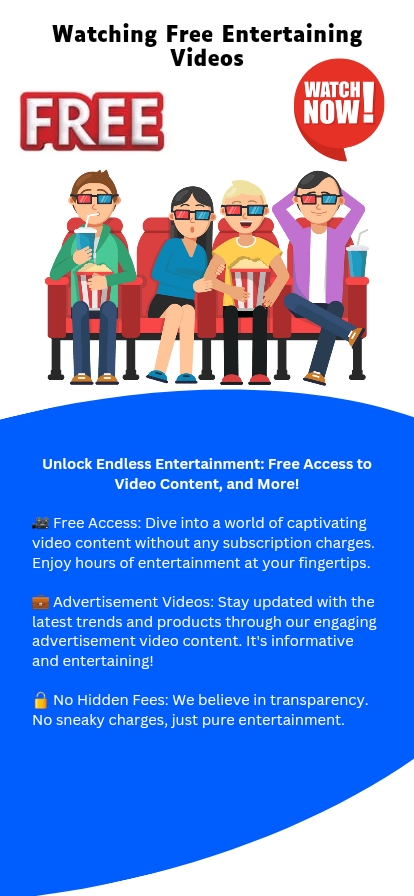 Watching Free Entertaining
Videos
FREE
WATCH
NOW!
Unlock Endless Entertainment: Free Access to
Video Content, and More!
🎥 Free Access: Dive into a world of captivating
video content without any subscription charges.
Enjoy hours of entertainment at your fingertips.
💼 Advertisement Videos: Stay updated with the
latest trends and products through our engaging
advertisement video content. It's informative
and entertaining!
🔓 No Hidden Fees: We believe in transparency.
No sneaky charges, just pure entertainment.